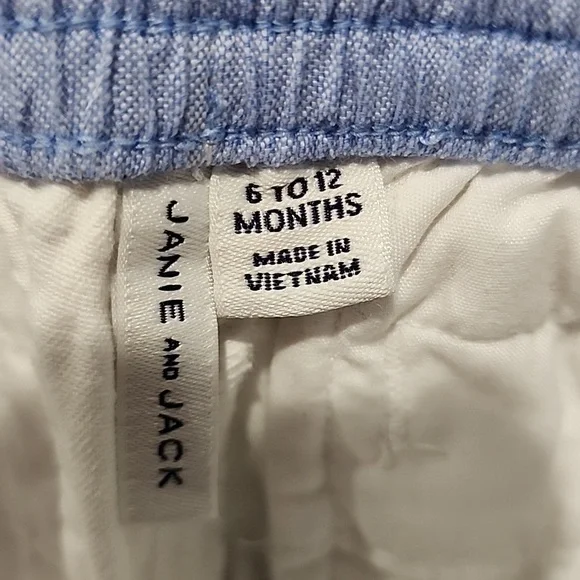 JANIE AND JACK
6 TO 12
MONTHS
MADE IN
VIETNAM